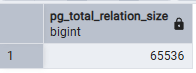 pg_total_relation_size
bigint
1 65536